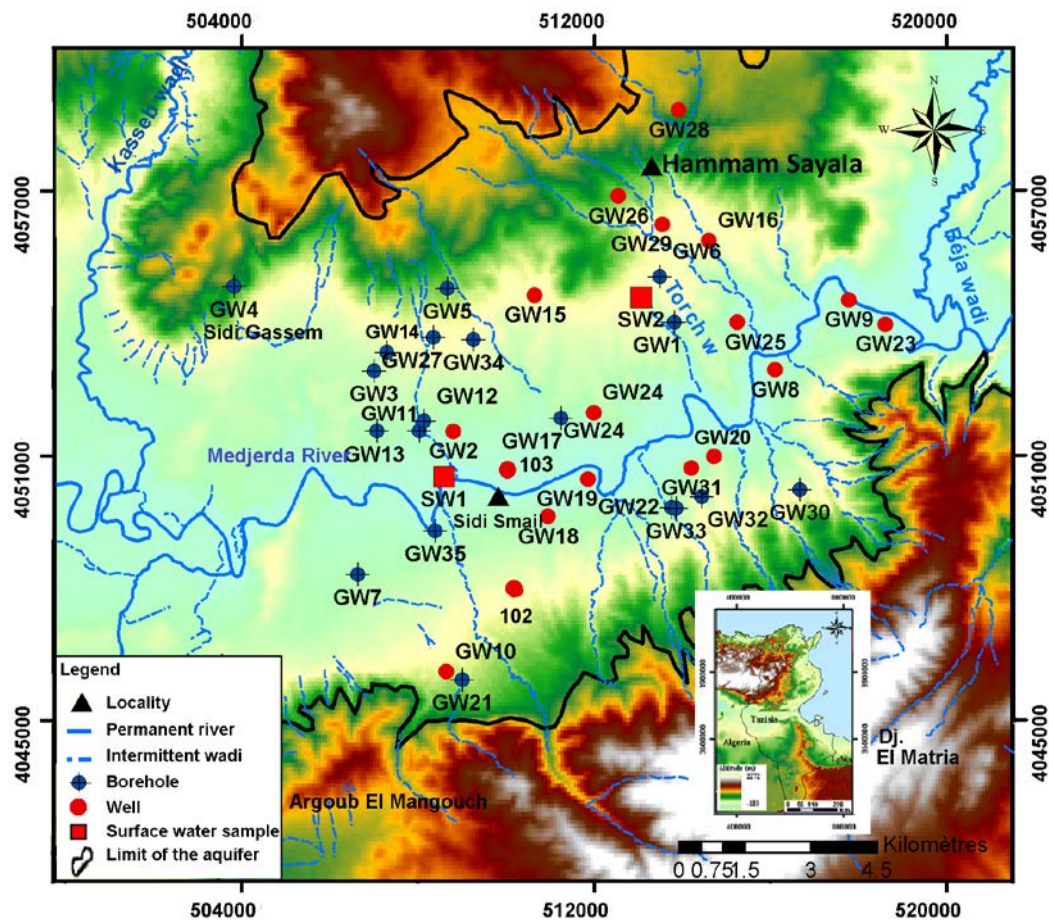 504000
512000
520000
Kasseb wadi
GW28
Hammam Sayala
N
W
E
S
4057000
4057000
GW26
GW16
GW29
GW6
Béja wadi
GW4
Sidi Gassem
GW5
GW15
SW2
Torch w
GW9
GW14
GW27
GW34
GW1
GW25
GW23
GW3
GW12
GW24
GW8
GW11
GW24
GW13
GW2
GW17
GW20
4051000
Medjerda River
103
4051000
SW1
GW19
GW31
Sidi Smail
GW18
GW22
GW33
GW32
GW30
GW35
GW7
102
GW10
GW21
Legend
Locality
Permanent river
Intermittent wadi
Borehole
Well
Surface water sample
Limit of the aquifer
4045000
4045000
Tunisia
Algeria
Dj.
El Matria
Argoub El Mangouch
Kilomètres
0 0.75 1.5 3 4.5
504000
512000
520000